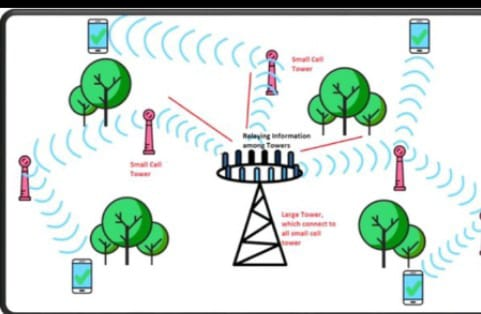 Small Cell
Tower
Relaying Information
among Towers
Small Cell
Tower
Large Tower,
which connect to
all small cell
tower